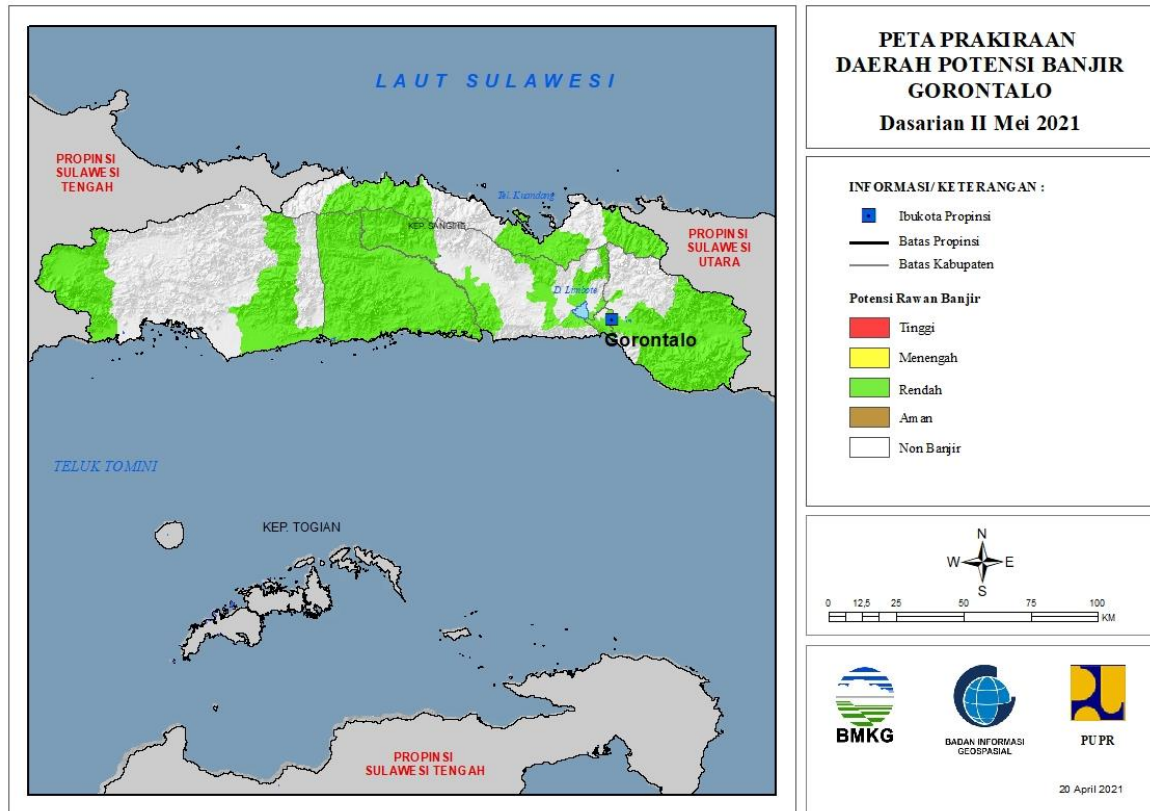 LAUT SULAWESI
PROPINSI
SULAWESI
TENGAH
Tel. Kuandang
KEP. SANGIHE
PROPINSI
SULAWESI
UTARA
D. Limboto
Gorontalo
TELUK TOMINI
KEP. TOGIAN
PROPINSI
SULAWESI TENGAH
PETA PRAKIRAAN
DAERAH POTENSI BANJIR
GORONTALO
Dasarian II Mei 2021
INFORMASI/ KETERANGAN :
Ibukota Propinsi
Batas Propinsi
Batas Kabupaten
Potensi Rawan Banjir
Tinggi
Menengah
Rendah
Aman
Non Banjir
N
W E
S
0 12,5 25 50 75 100
KM
BMKG
BADAN INFORMASI
GEOSPASIAL
PUPR
20 April 2021